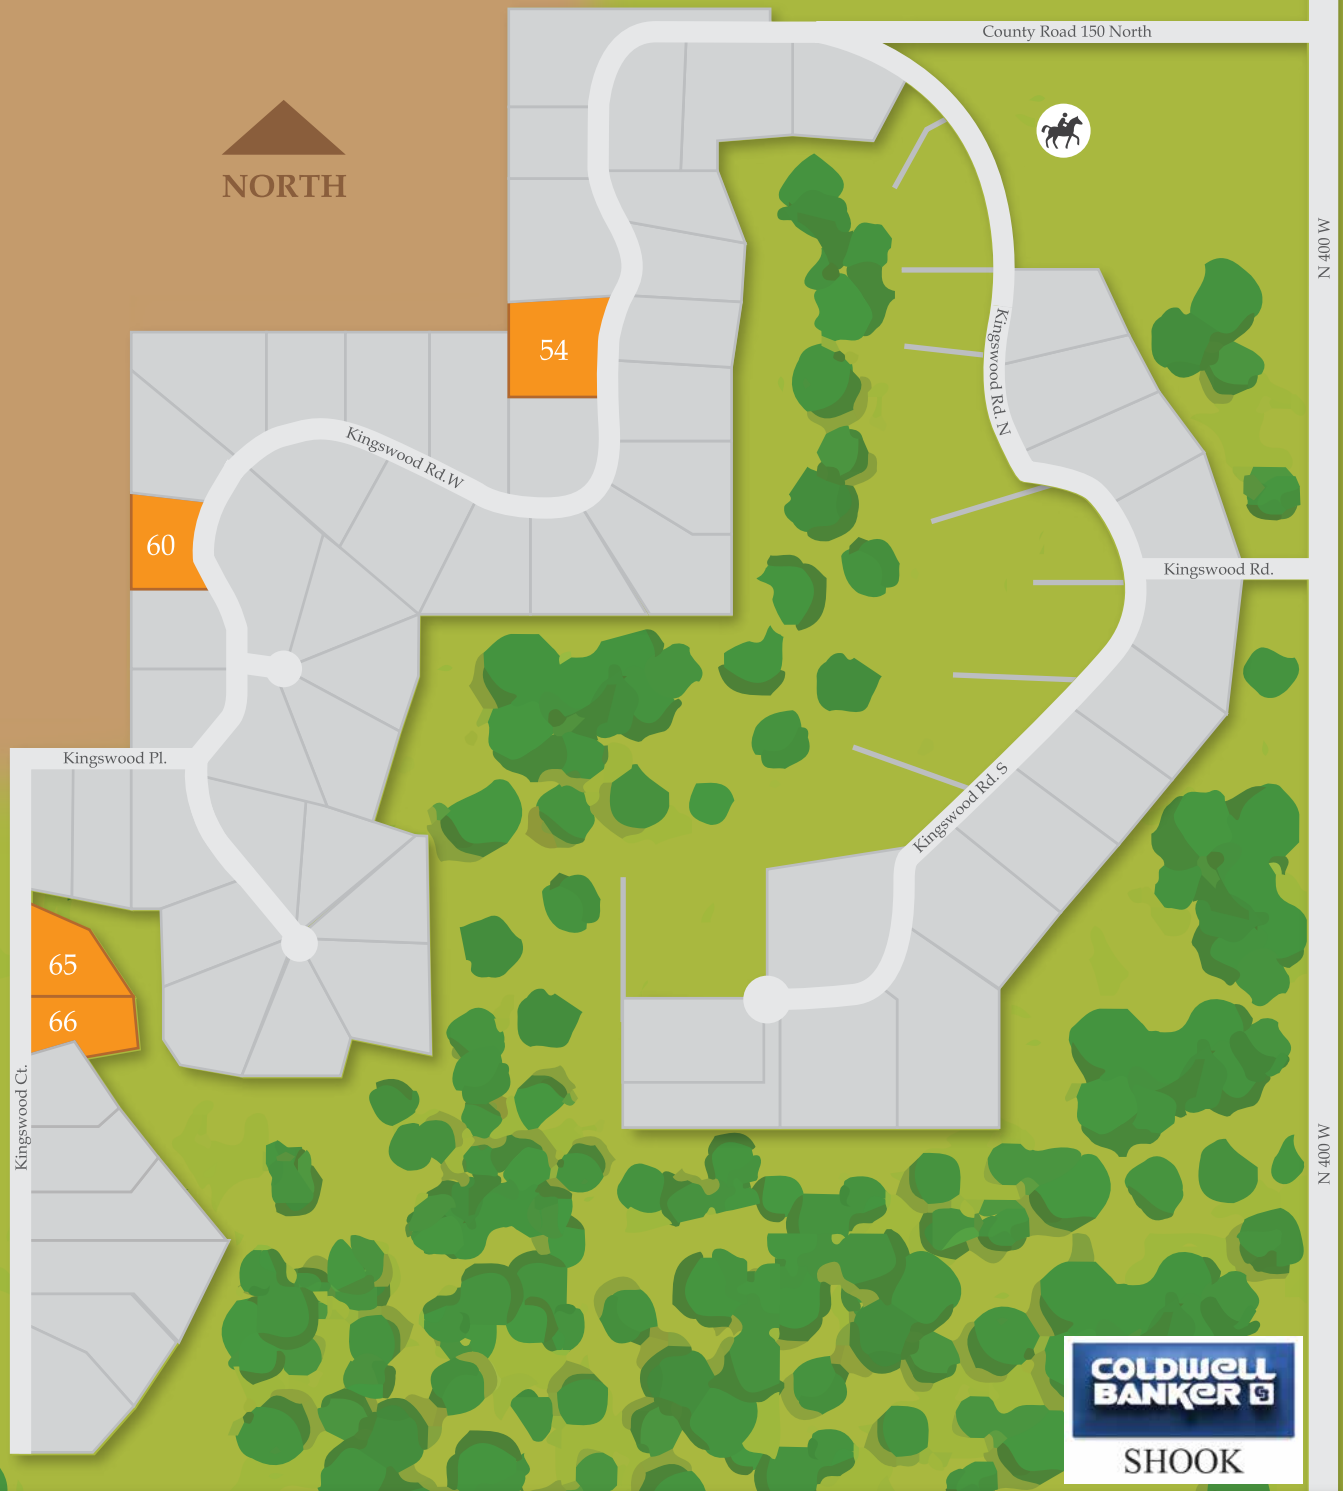 County Road 150 North
NORTH
N 400 W
54
Kingswood Rd. N
Kingswood Rd.W
60
Kingswood Rd.
Kingswood Pl.
Kingswood Rd. S
65
66
Kingswood Ct.
N 400 W
COLDWELL
BANKER
SHOOK